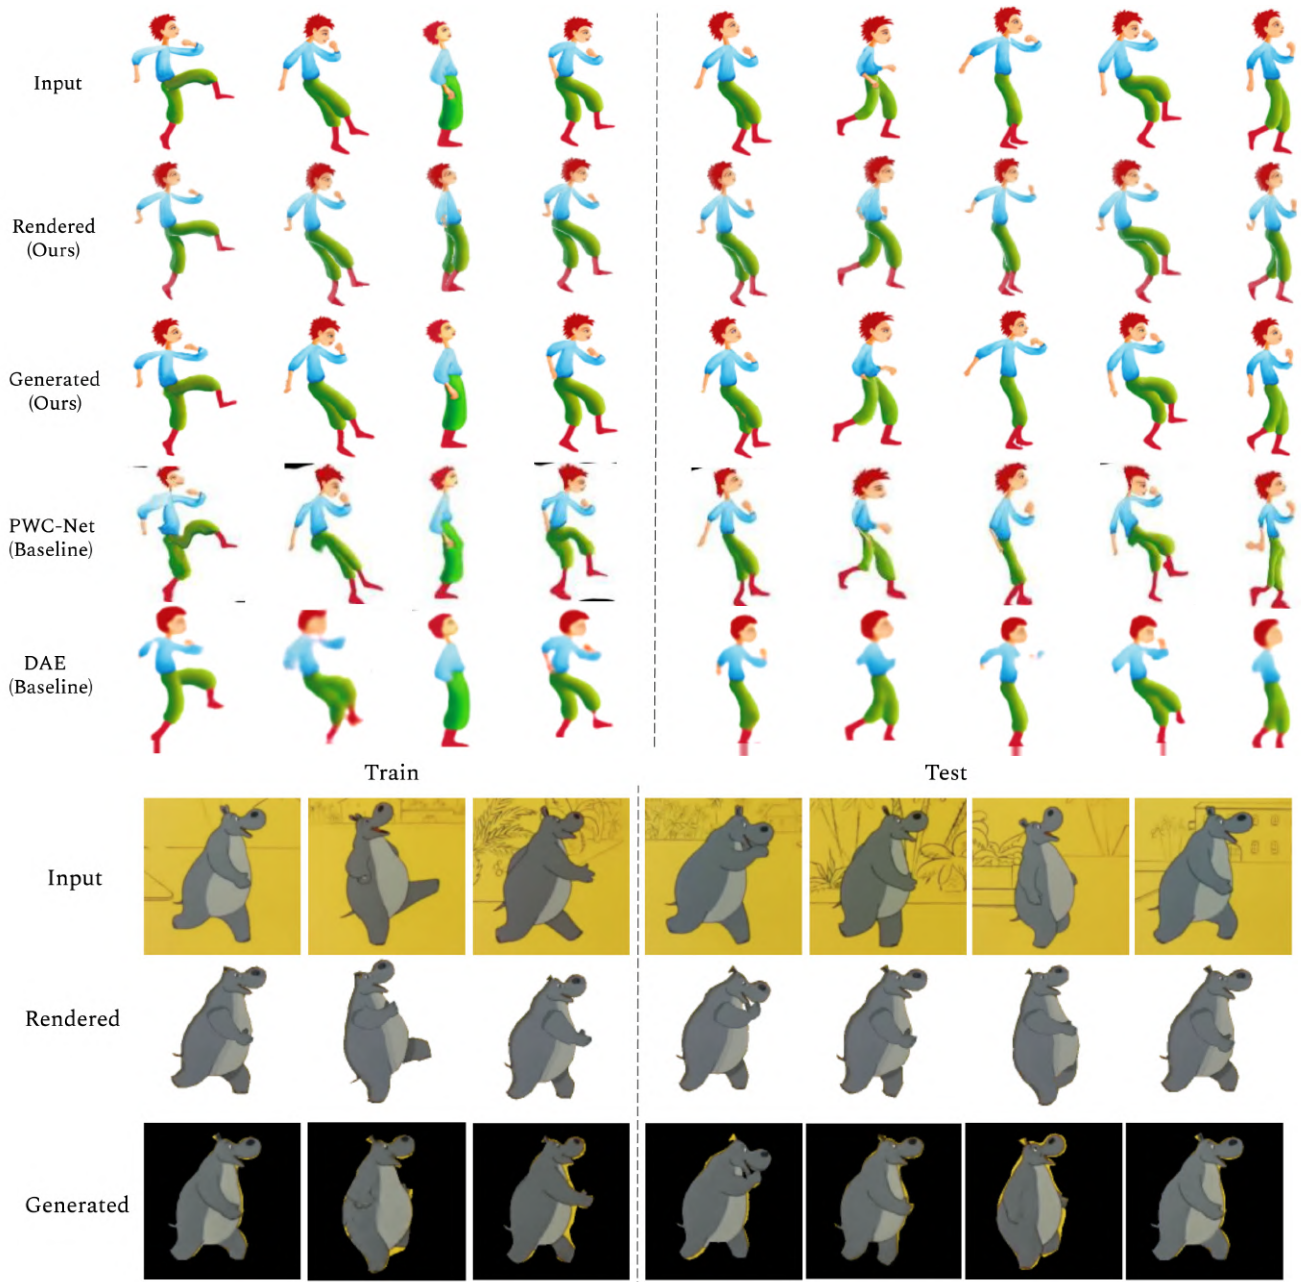 Input
Rendered
(Ours)
Generated
(Ours)
PWC-Net
(Baseline)
DAE
(Baseline)
Train
Test
Input
Rendered
Generated